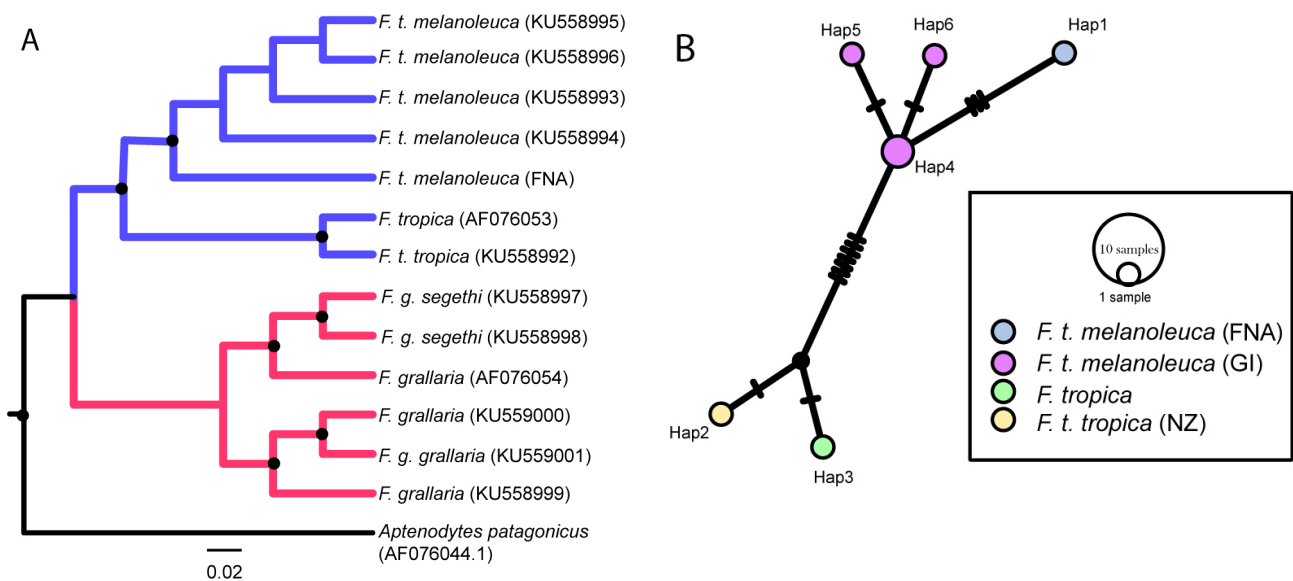 A
F. t. melanoleuca (KU558995)
F. t. melanoleuca (KU558996)
F. t. melanoleuca (KU558993)
F. t. melanoleuca (KU558994)
F. t. melanoleuca (FNA)
F. tropica (AF076053)
F. t. tropica (KU558992)
F. g. segethi (KU558997)
F. g. segethi (KU558998)
F. grallaria (AF076054)
F. grallaria (KU559000)
F. g. grallaria (KU559001)
F. grallaria (KU558999)
Aptenodytes patagonicus
(AF076044.1)
0.02
B
Hap5
Hap6
Hap1
Hap4
Hap2
Hap3
10 samples
1 sample
F. t. melanoleuca (FNA)
F. t. melanoleuca (GI)
F. tropica
F. t. tropica (NZ)